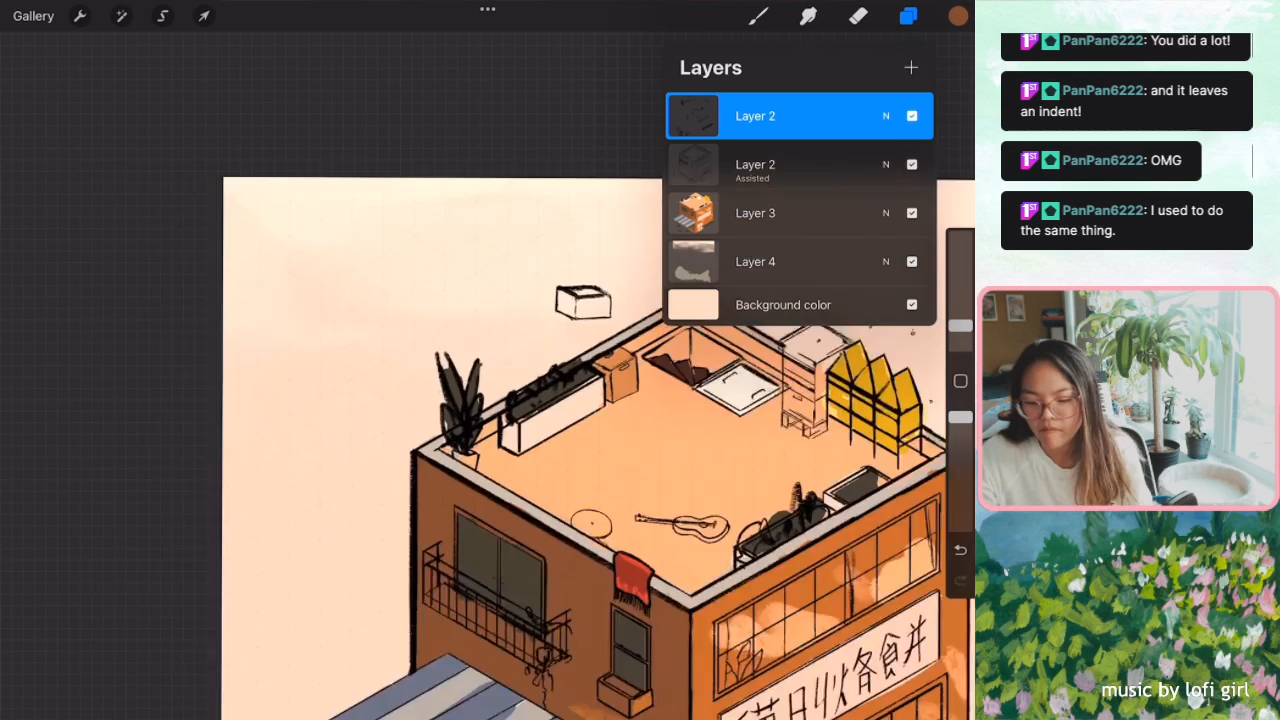 Gallery
Layers
Layer 2 N
Layer 2 N
Assisted
Layer 3 N
Layer 4 N
Background color
PanPan6222: You did a lot!
PanPan6222: and it leaves
an indent!
PanPan6222: OMG
PanPan6222: I used to do
the same thing.
music by lofi girl